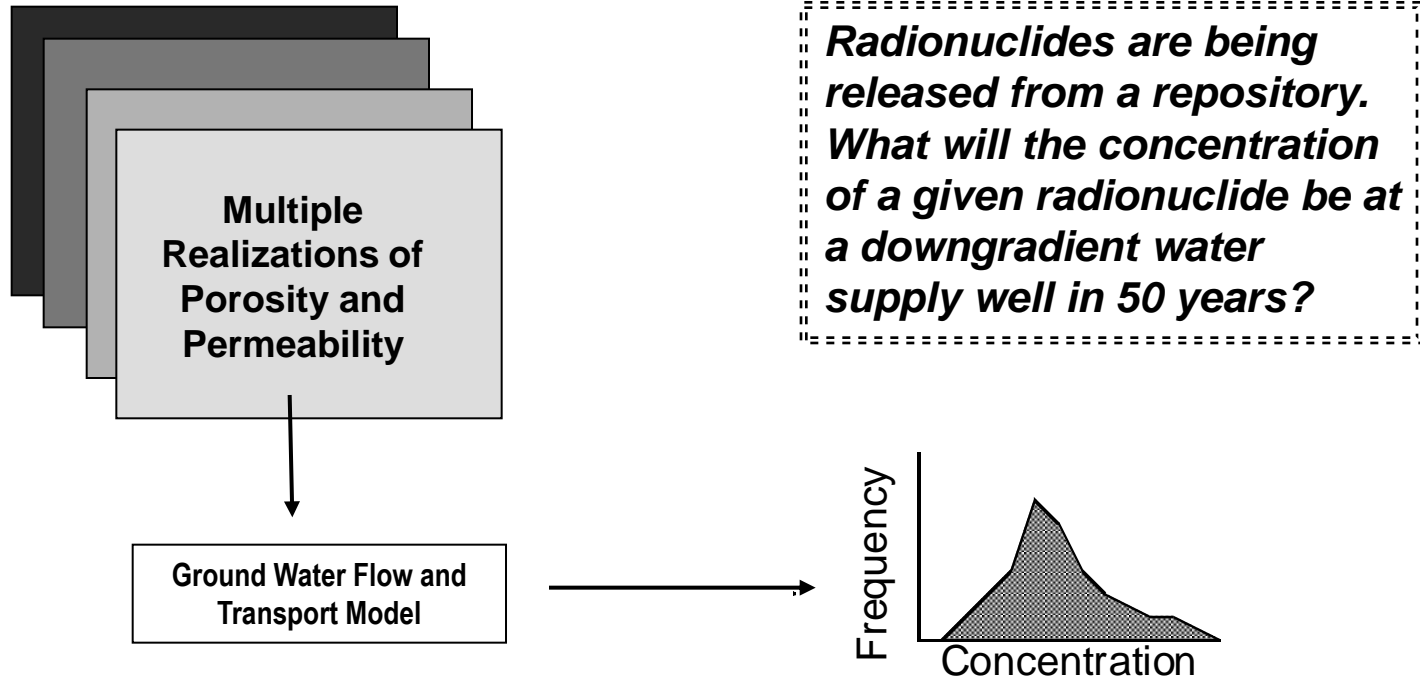 Multiple
Realizations of
Porosity and
Permeability
Radionuclides are being
released from a repository.
What will the concentration
of a given radionuclide be at
a downgradient water
supply well in 50 years?
Ground Water Flow and
Transport Model
Frequency
Concentration